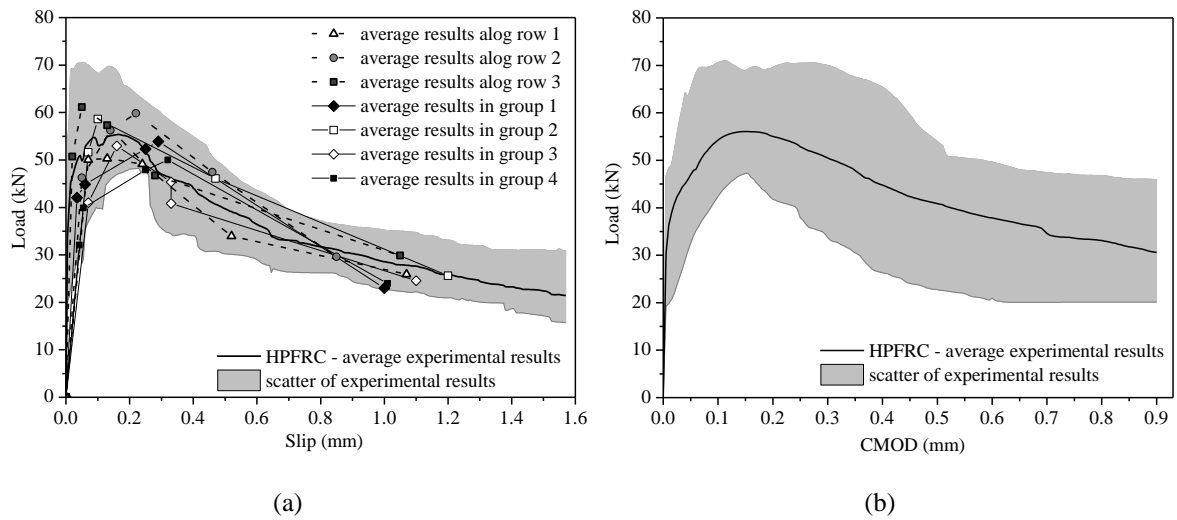 80
70
60
50
40
30
20
10
0
Load (kN)
average results alog row 1
average results alog row 2
average results alog row 3
average results in group 1
average results in group 2
average results in group 3
average results in group 4
HPFRC - average experimental results
scatter of experimental results
0.0 0.2 0.4 0.6 0.8 1.0 1.2 1.4 1.6
Slip (mm)
(a)
80
70
60
50
40
30
20
10
0
Load (kN)
HPFRC - average experimental results
scatter of experimental results
0.0 0.1 0.2 0.3 0.4 0.5 0.6 0.7 0.8 0.9
CMOD (mm)
(b)